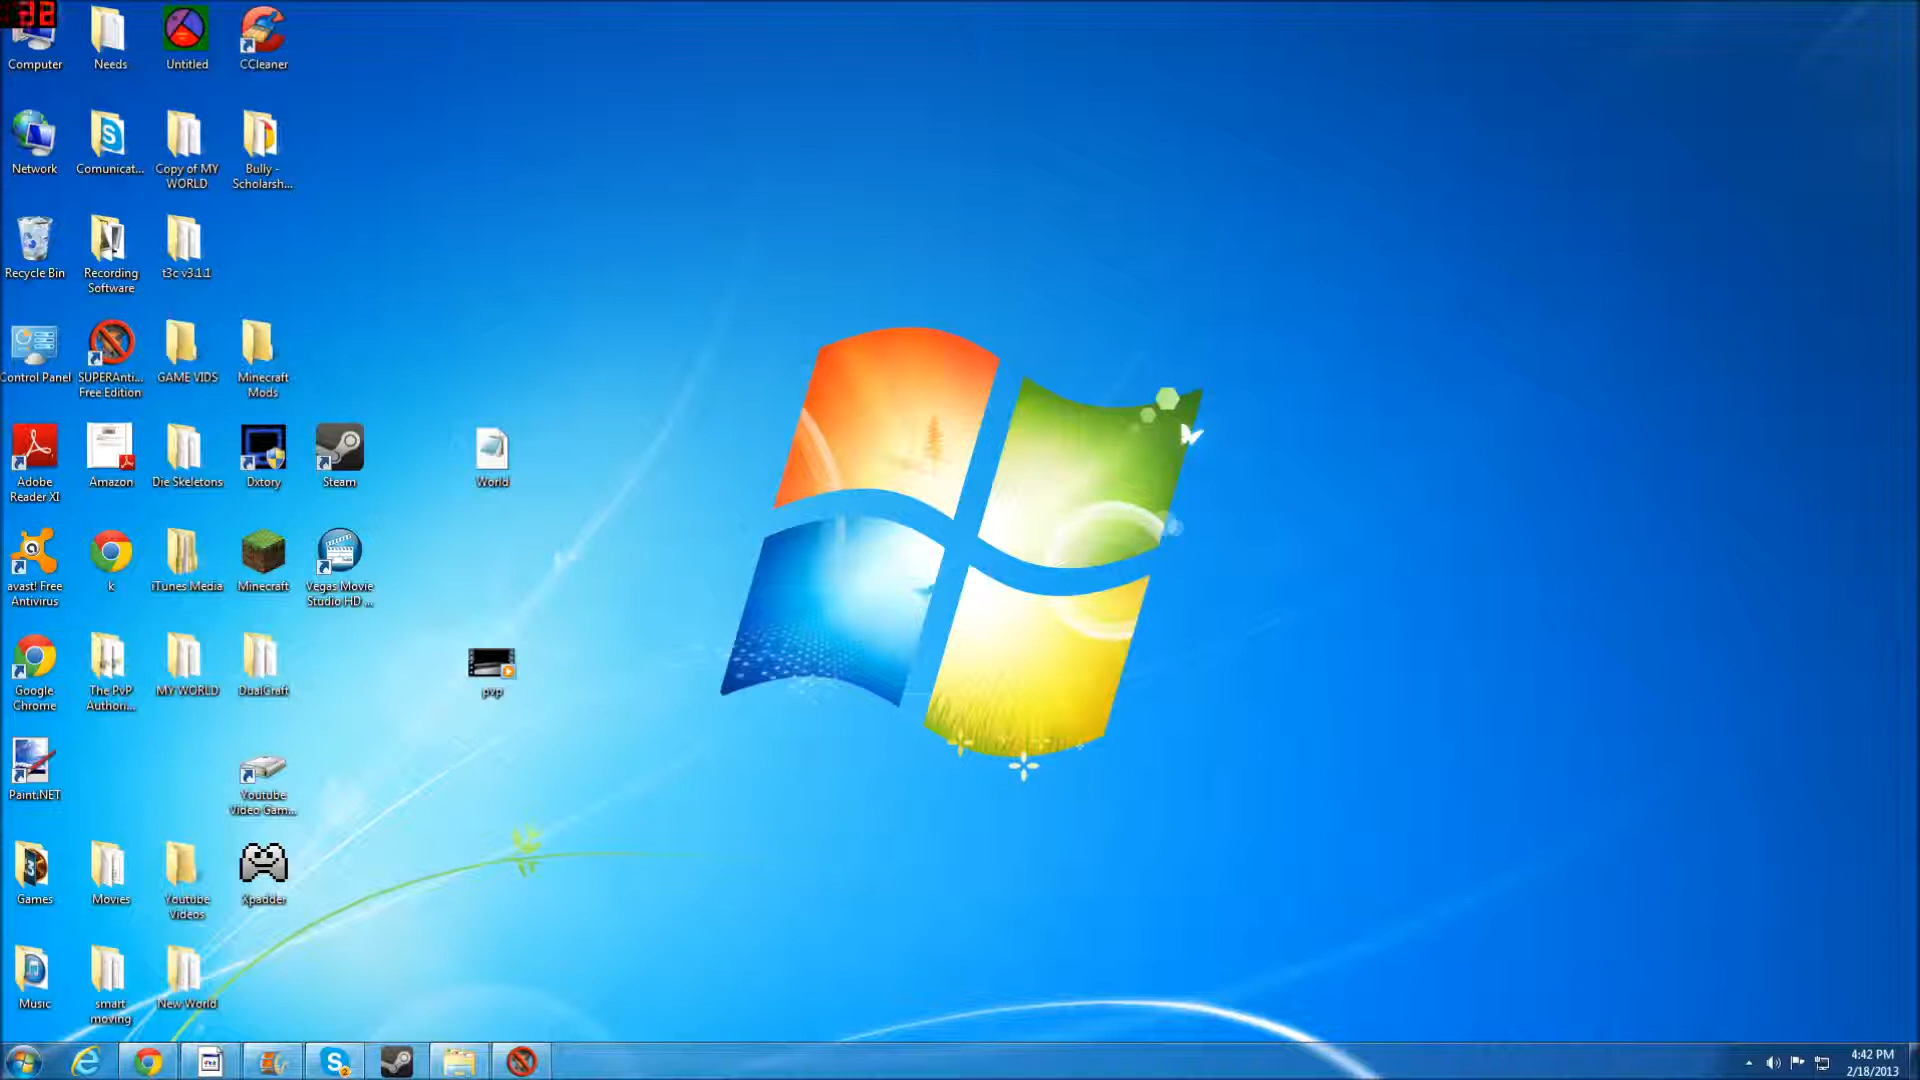 32
Computer
Needs
Untitled
CCleaner
Network
Comunicat...
Copy of MY
WORLD
Bully -
Scholarsh...
Recycle Bin
Recording
Software
t3c v3.1.1
Control Panel
SUPERAnti...
Free Edition
GAME VIDS
Minecraft
Mods
Adobe
Reader XI
Amazon
Die Skeletons
Dxtory
Steam
World
avast! Free
Antivirus
k
iTunes Media
Minecraft
Vegas Movie
Studio HD ...
Google
Chrome
The PvP
Authori...
MY WORLD
DualCraft
pvp
Paint.NET
Youtube
Video Gam...
Games
Movies
Youtube
Videos
Xpadder
Music
smart
moving
New World
4:42 PM
2/18/2013